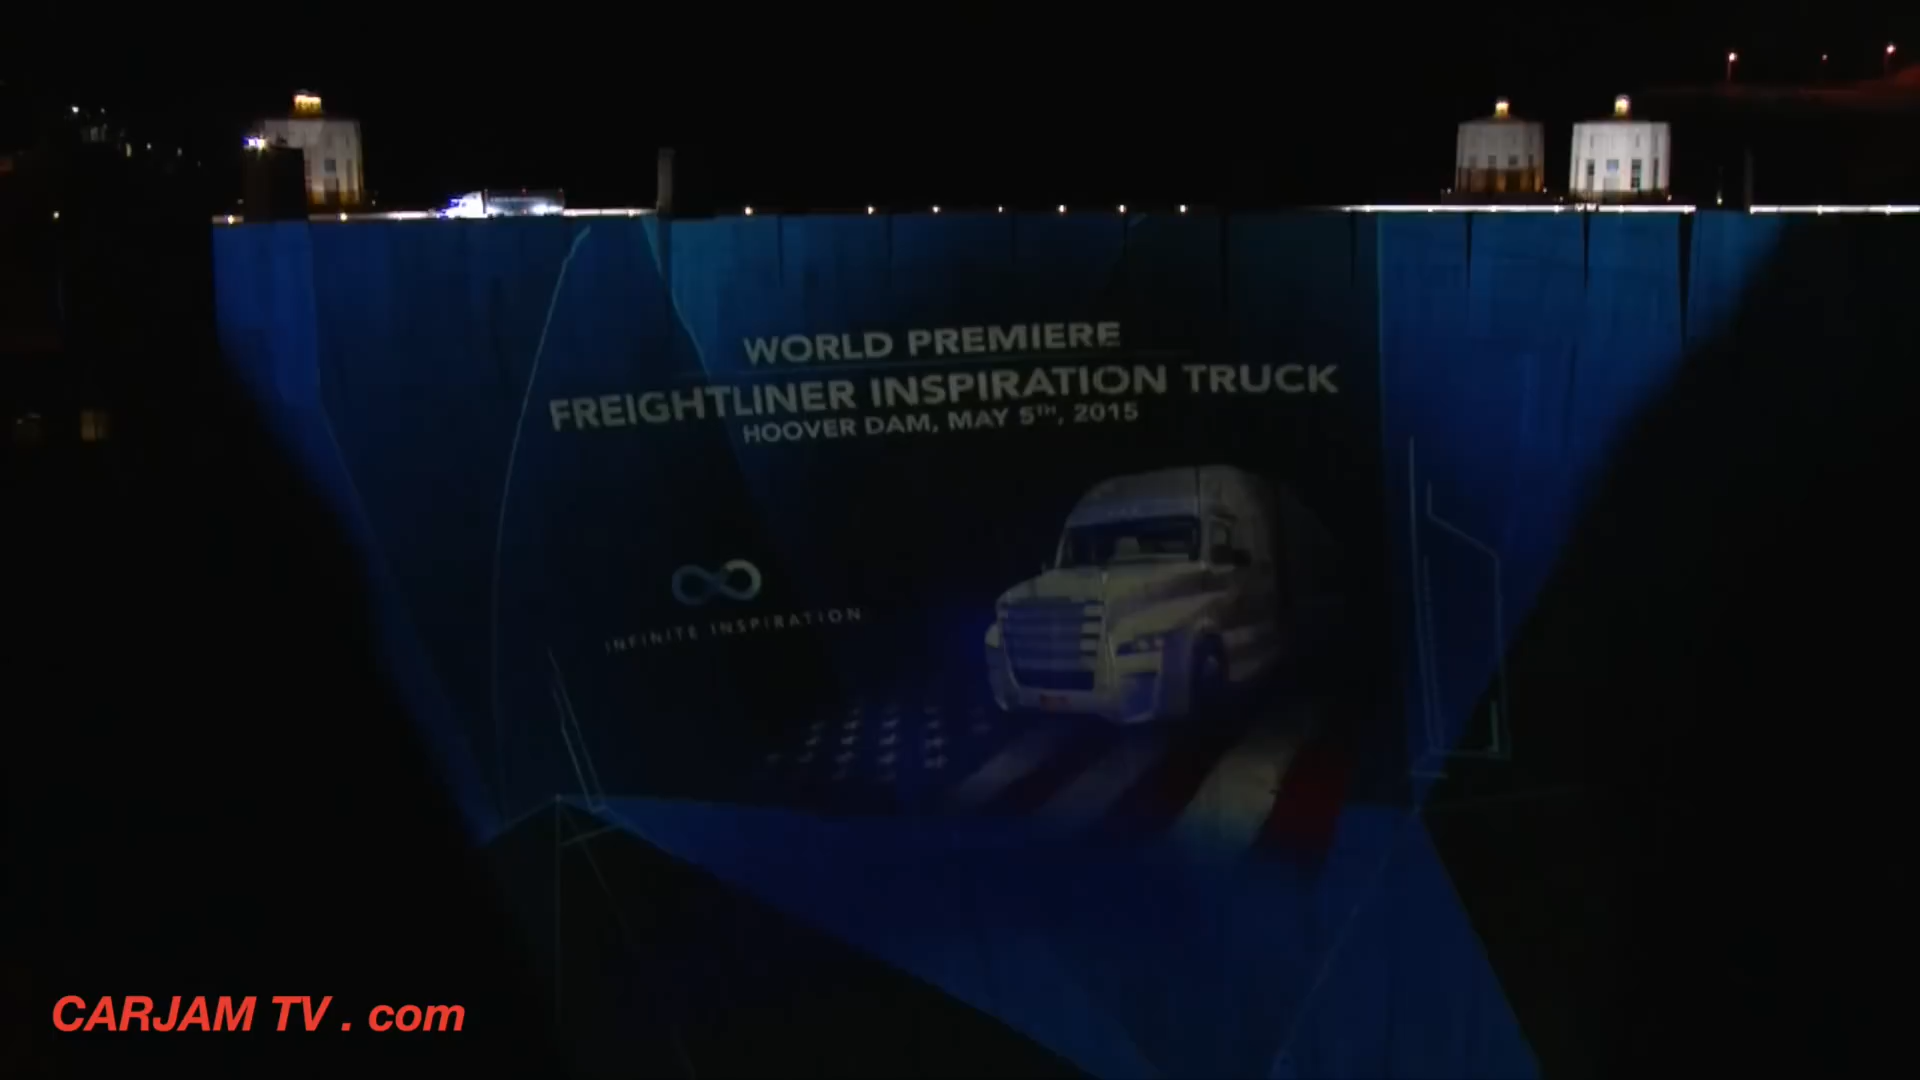 WORLD PREMIERE
FREIGHTLINER INSPIRATION TRUCK
HOOVER DAM, MAY 5TH, 2015
INFINITE INSPIRATION
CARJAM TV . com